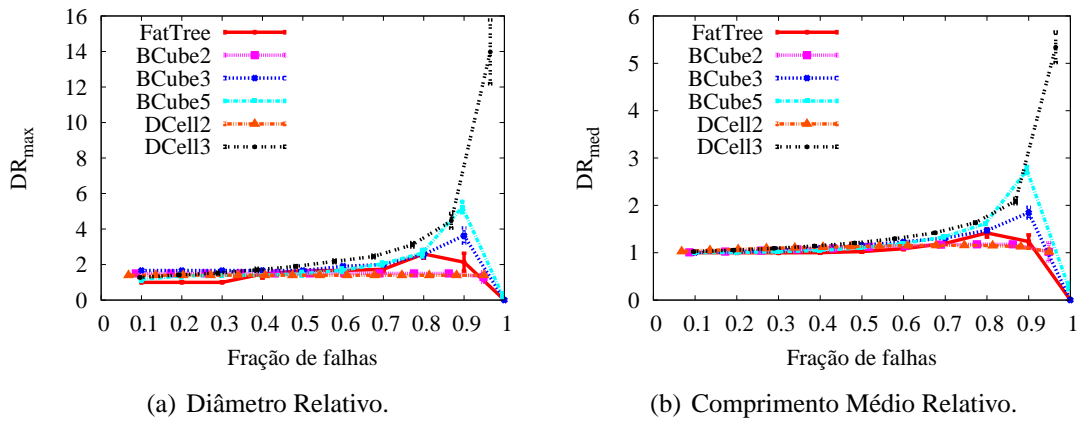 DR_max
16
14
12
10
8
6
4
2
0
FatTree
BCube2
BCube3
BCube5
DCell2
DCell3
0 0.1 0.2 0.3 0.4 0.5 0.6 0.7 0.8 0.9 1
Fração de falhas
(a) Diâmetro Relativo.
DR_med
6
5
4
3
2
1
0
FatTree
BCube2
BCube3
BCube5
DCell2
DCell3
0 0.1 0.2 0.3 0.4 0.5 0.6 0.7 0.8 0.9 1
Fração de falhas
(b) Comprimento Médio Relativo.